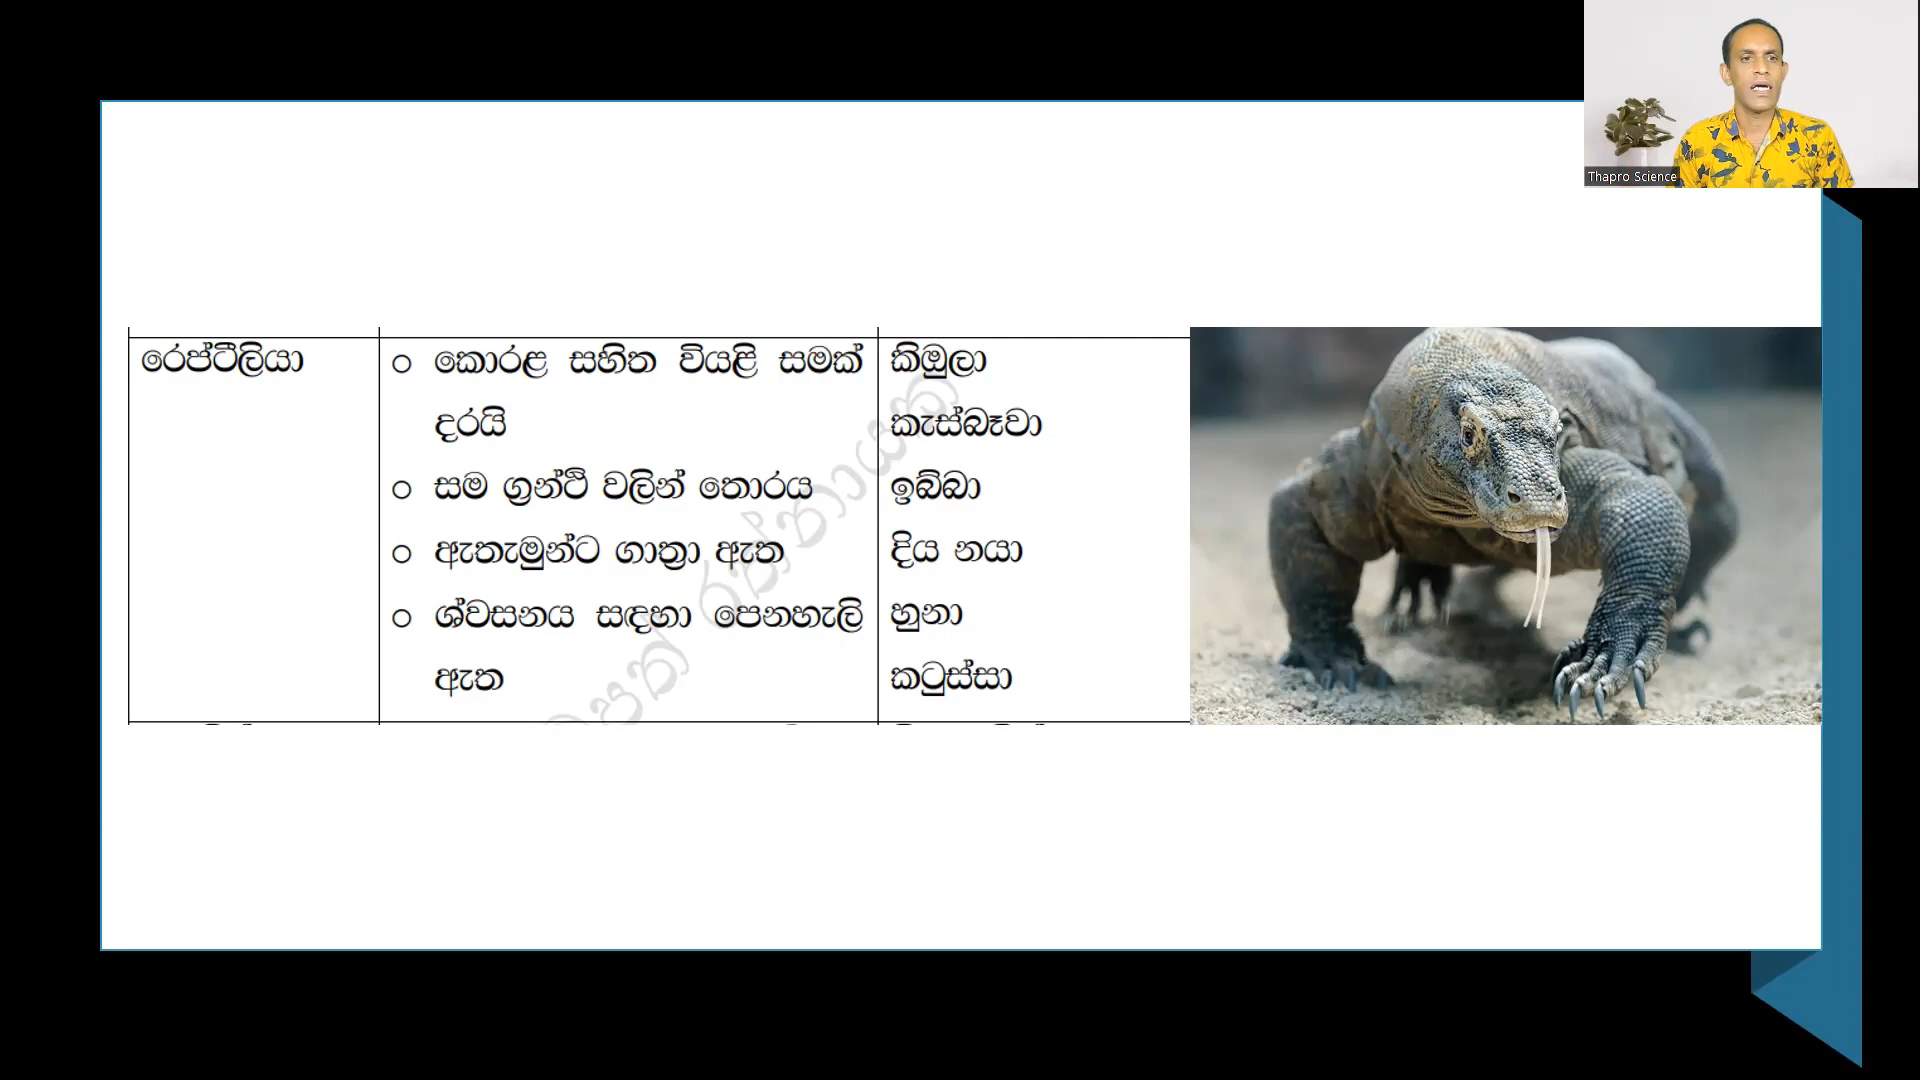 Thapro Science
රෙප්ටීලියා
o කොරළ සහිත වියළි සමක්
දරයි
o සම ග්‍රන්ථි වලින් තොරය
o ඇතැමුන්ට ගාත්‍රා ඇත
o ශ්වසනය සඳහා පෙනහැලි
ඇත
කිඹුලා
කැස්බෑවා
ඉබ්බා
දිය නයා
හුනා
කටුස්සා